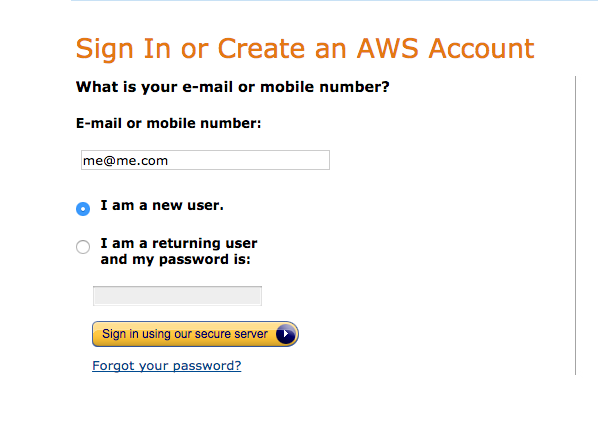 Sign In or Create an AWS Account
What is your e-mail or mobile number?
E-mail or mobile number:
me@me.com
I am a new user.
I am a returning user
and my password is:
Sign in using our secure server
Forgot your password?